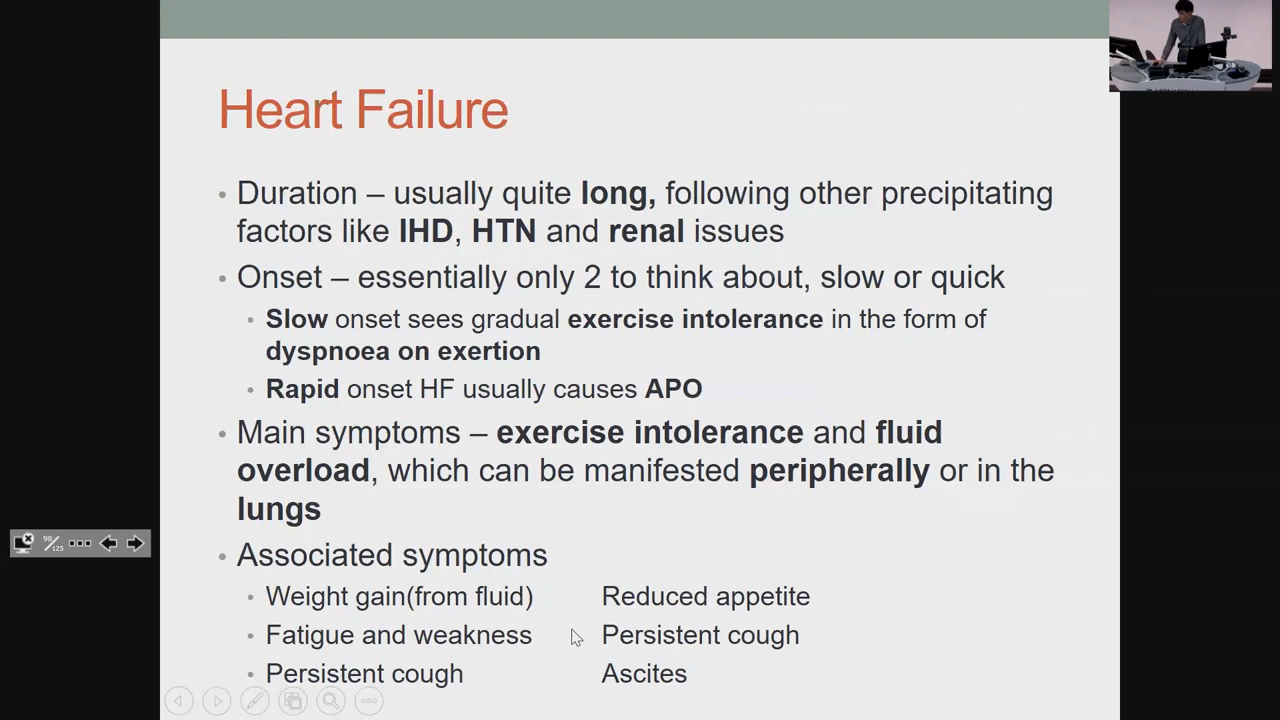 Heart Failure
• Duration – usually quite long, following other precipitating
factors like IHD, HTN and renal issues
• Onset – essentially only 2 to think about, slow or quick
• Slow onset sees gradual exercise intolerance in the form of
dyspnoea on exertion
• Rapid onset HF usually causes APO
• Main symptoms – exercise intolerance and fluid
overload, which can be manifested peripherally or in the
lungs
98/125
• Associated symptoms
• Weight gain(from fluid) Reduced appetite
• Fatigue and weakness Persistent cough
• Persistent cough Ascites